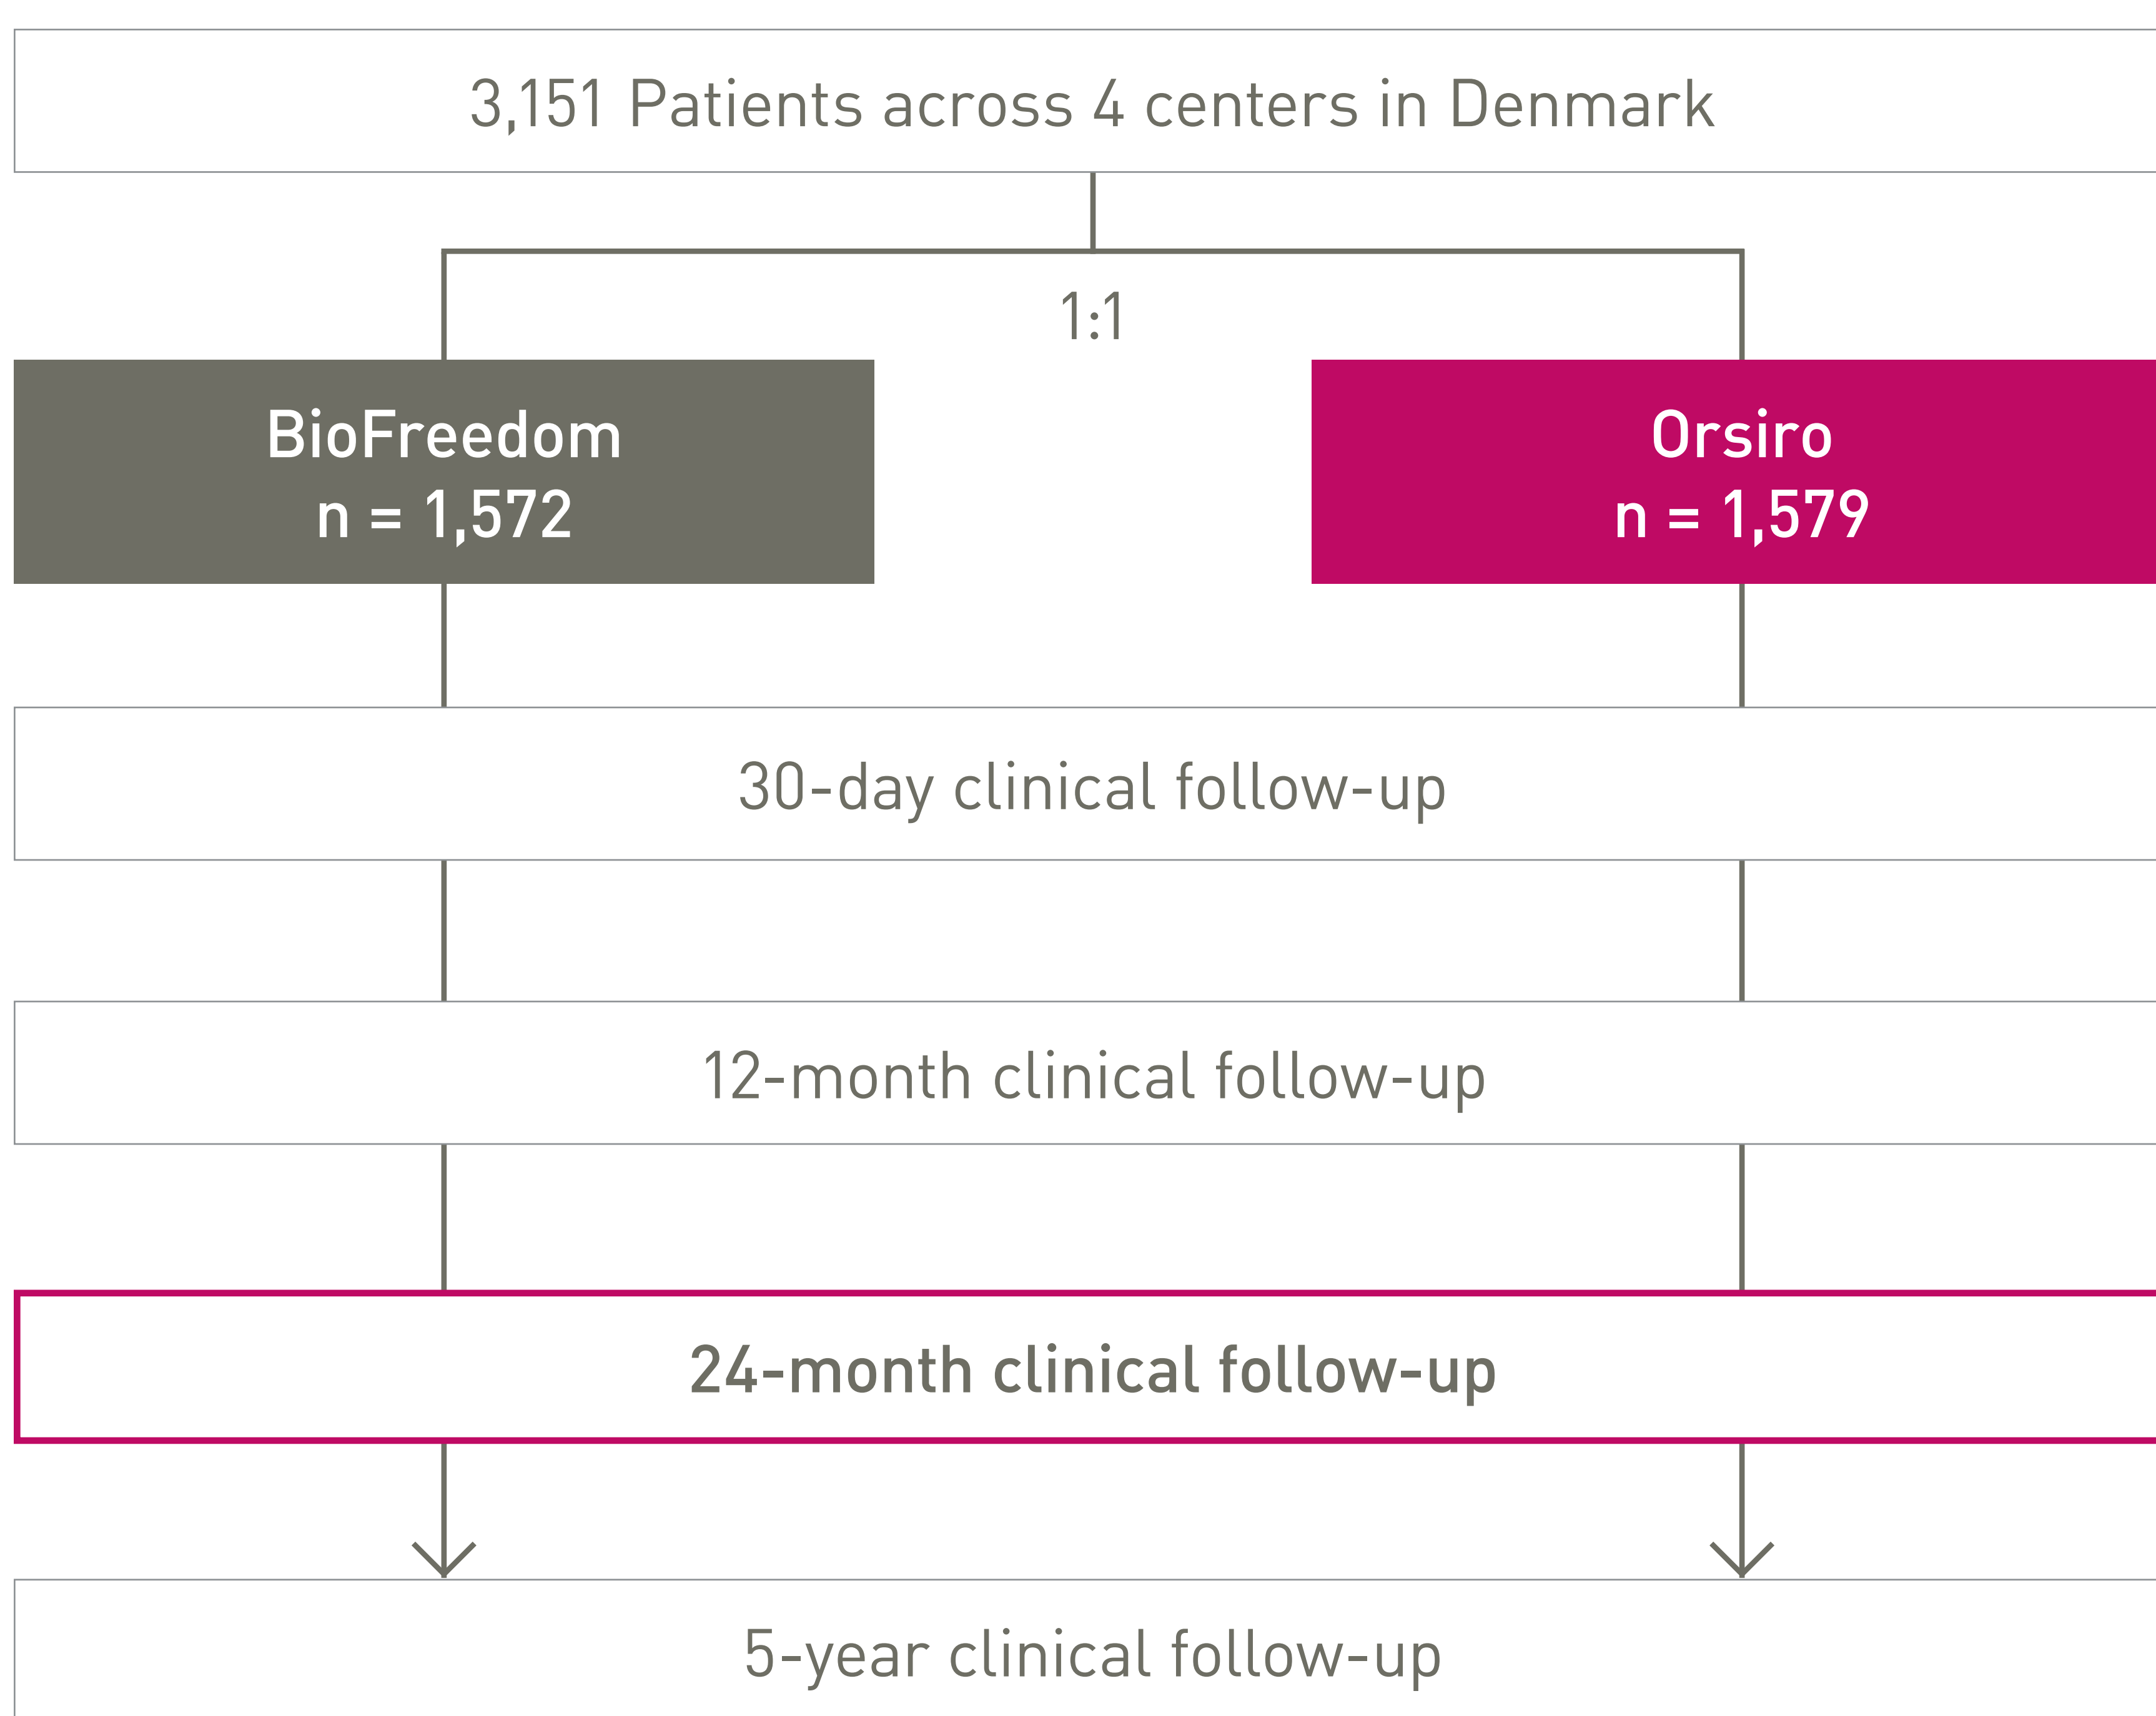 3,151 Patients across 4 centers in Denmark
1:1
BioFreedom
n = 1,572
Orsiro
n = 1,579
30-day clinical follow-up
12-month clinical follow-up
24-month clinical follow-up
5-year clinical follow-up